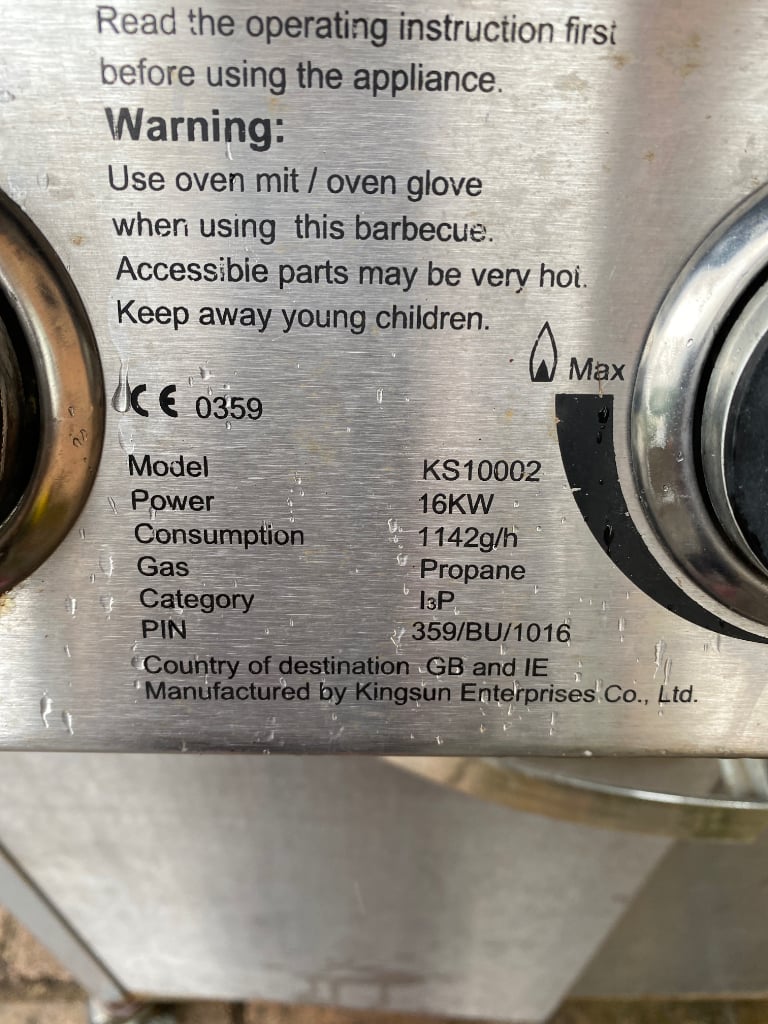 Read the operating instruction first
before using the appliance.
Warning:
Use oven mit / oven glove
when using this barbecue.
Accessible parts may be very hot.
Keep away young children.
Max
CE 0359
Model KS10002
Power 16KW
Consumption 1142g/h
Gas Propane
Category I3P
PIN 359/BU/1016
Country of destination GB and IE
Manufactured by Kingsun Enterprises Co., Ltd.